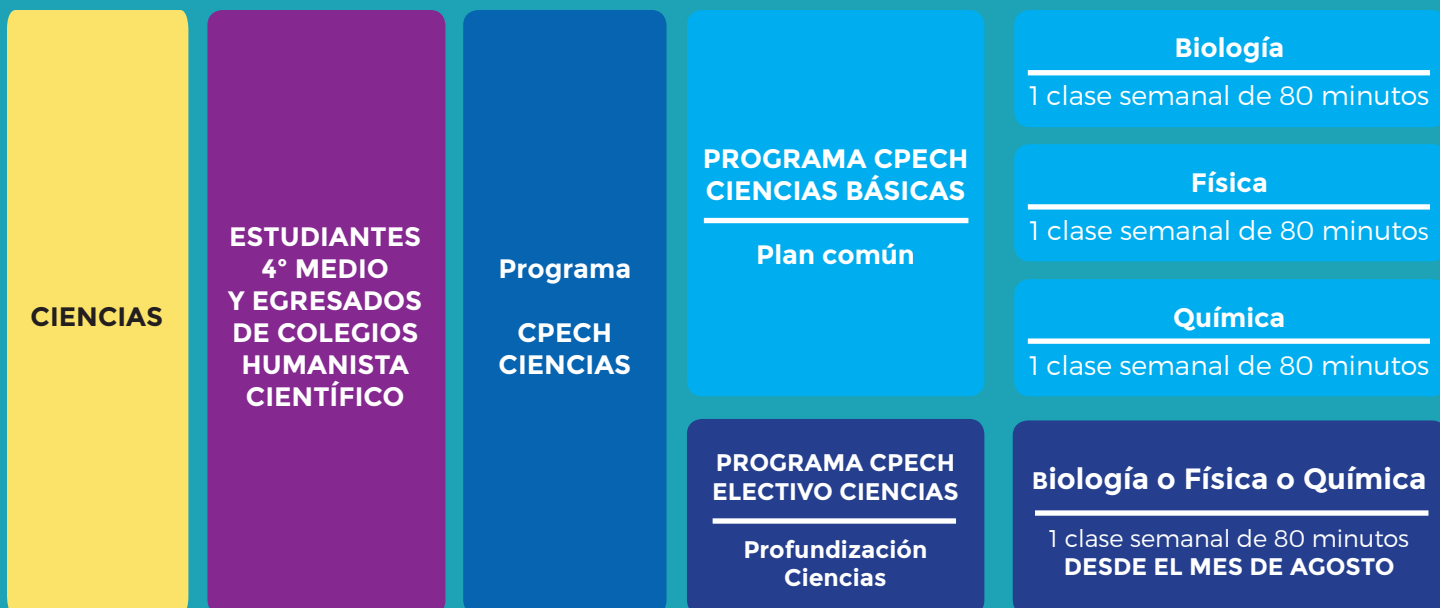 CIENCIAS
ESTUDIANTES
4° MEDIO
Y EGRESADOS
DE COLEGIOS
HUMANISTA
CIENTÍFICO
Programa
CPECH
CIENCIAS
PROGRAMA CPECH
CIENCIAS BÁSICAS
Plan común
Biología
1 clase semanal de 80 minutos
Física
1 clase semanal de 80 minutos
Química
1 clase semanal de 80 minutos
PROGRAMA CPECH
ELECTIVO CIENCIAS
Profundización
Ciencias
Biología o Física o Química
1 clase semanal de 80 minutos
DESDE EL MES DE AGOSTO